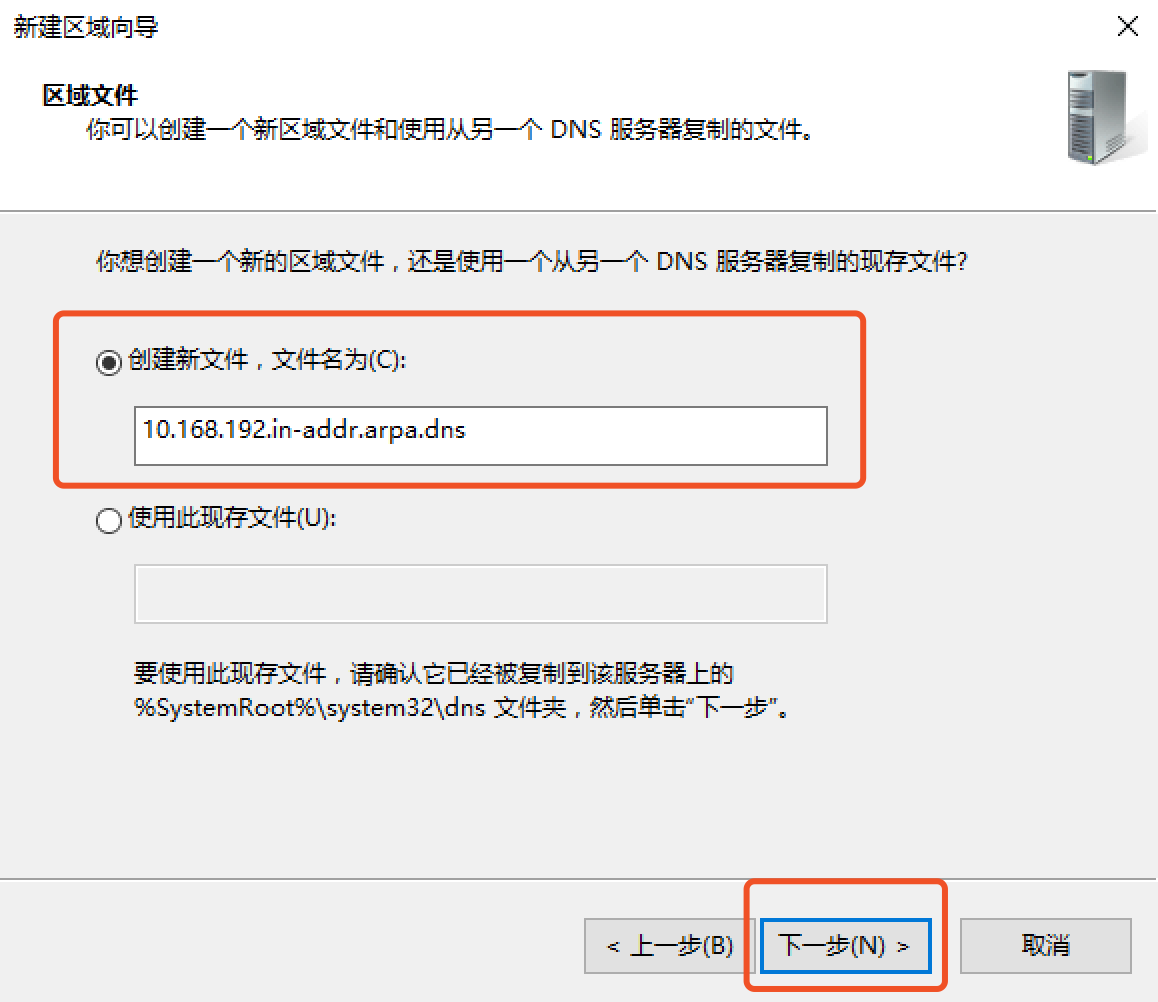 新建区域向导
区域文件
你可以创建一个新区域文件和使用从另一个 DNS 服务器复制的文件。
你想创建一个新的区域文件，还是使用一个从另一个 DNS 服务器复制的现存文件?
创建新文件，文件名为(C):
10.168.192.in-addr.arpa.dns
使用此现存文件(U):
要使用此现存文件，请确认它已经被复制到该服务器上的
%SystemRoot%\system32\dns 文件夹，然后单击“下一步”。
< 上一步(B) 下一步(N) > 取消